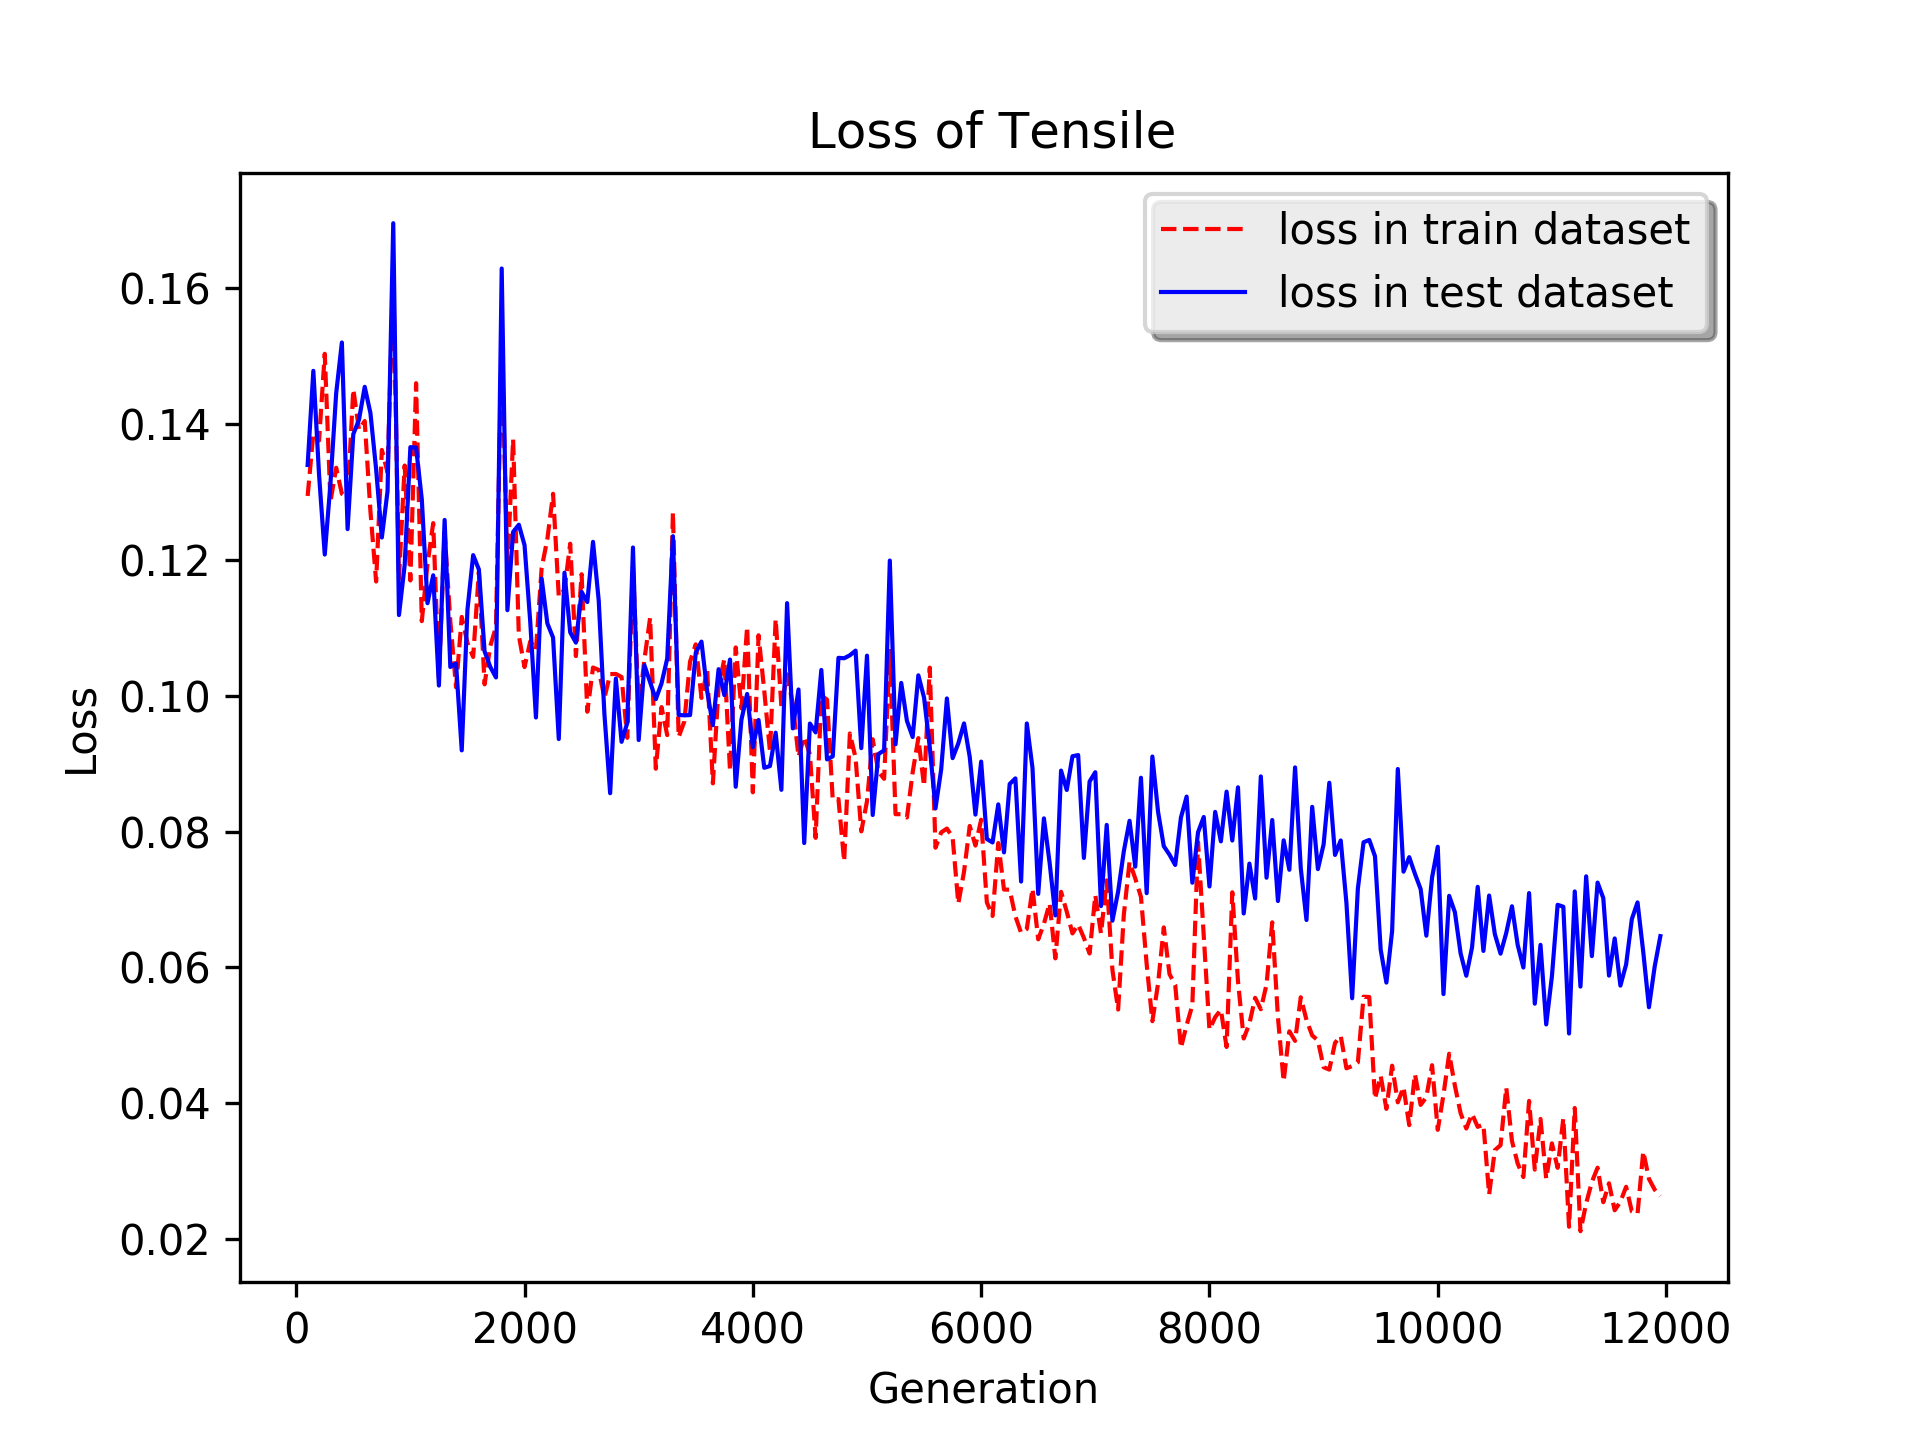 Loss of Tensile
loss in train dataset
loss in test dataset
0.16
0.14
0.12
0.10
0.08
0.06
0.04
0.02
Loss
0 2000 4000 6000 8000 10000 12000
Generation